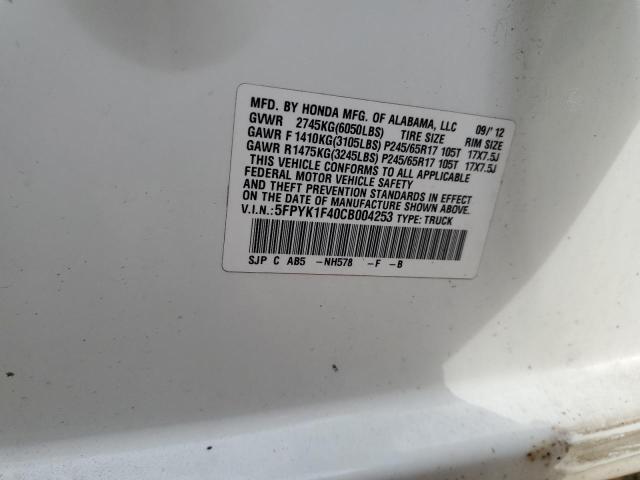 MFD. BY HONDA MFG. OF ALABAMA, LLC 09/'12
GVWR 2745KG(6050LBS) TIRE SIZE RIM SIZE
GAWR F 1410KG(3105LBS) P245/65R17 105T 17X7.5J
GAWR R 1475KG(3245LBS) P245/65R17 105T 17X7.5J
THIS VEHICLE CONFORMS TO ALL APPLICABLE
FEDERAL MOTOR VEHICLE SAFETY
AND THEFT PREVENTION STANDARDS IN EFFECT
ON THE DATE OF MANUFACTURE SHOWN ABOVE.
V.I.N.: 5FPYK1F40CB004253 TYPE: TRUCK
SJP C AB5 -NH578 -F -B